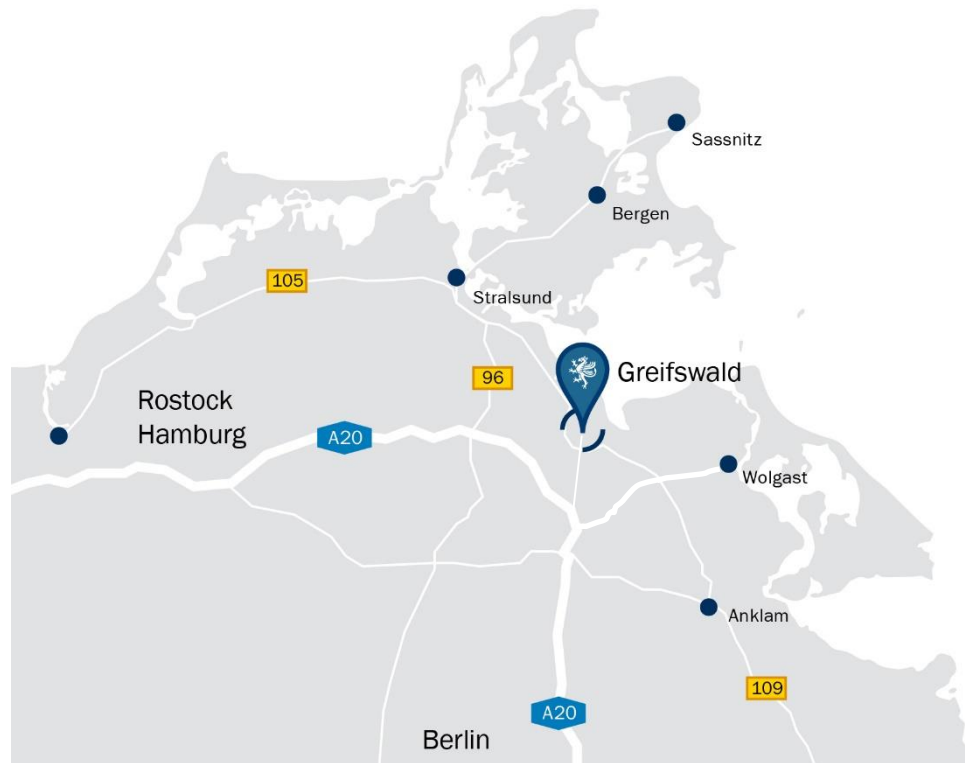 Sassnitz
Bergen
105
Stralsund
96
Greifswald
Rostock
Hamburg
A20
Wolgast
Anklam
109
A20
Berlin